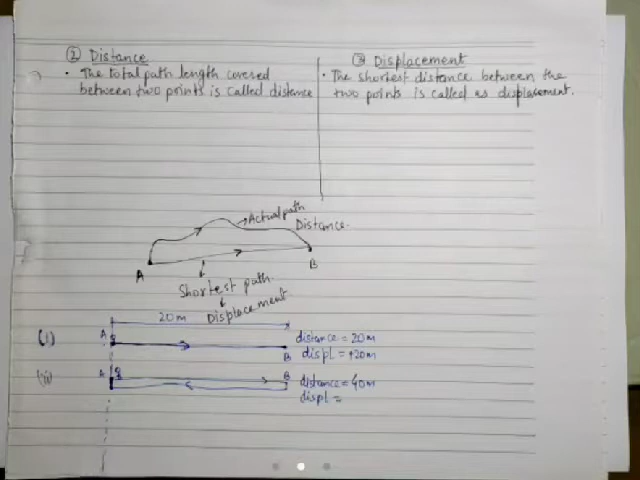 ② Distance
• The total path length covered
between two points is called distance
③ Displacement
• The shortest distance between the
two points is called as displacement.
Actual path
Distance.
A
B
Shortest path
Displacement
20m
(i)
A
B
distance = 20m
displ = +20m
(ii)
A
B
distance = 40m
displ =